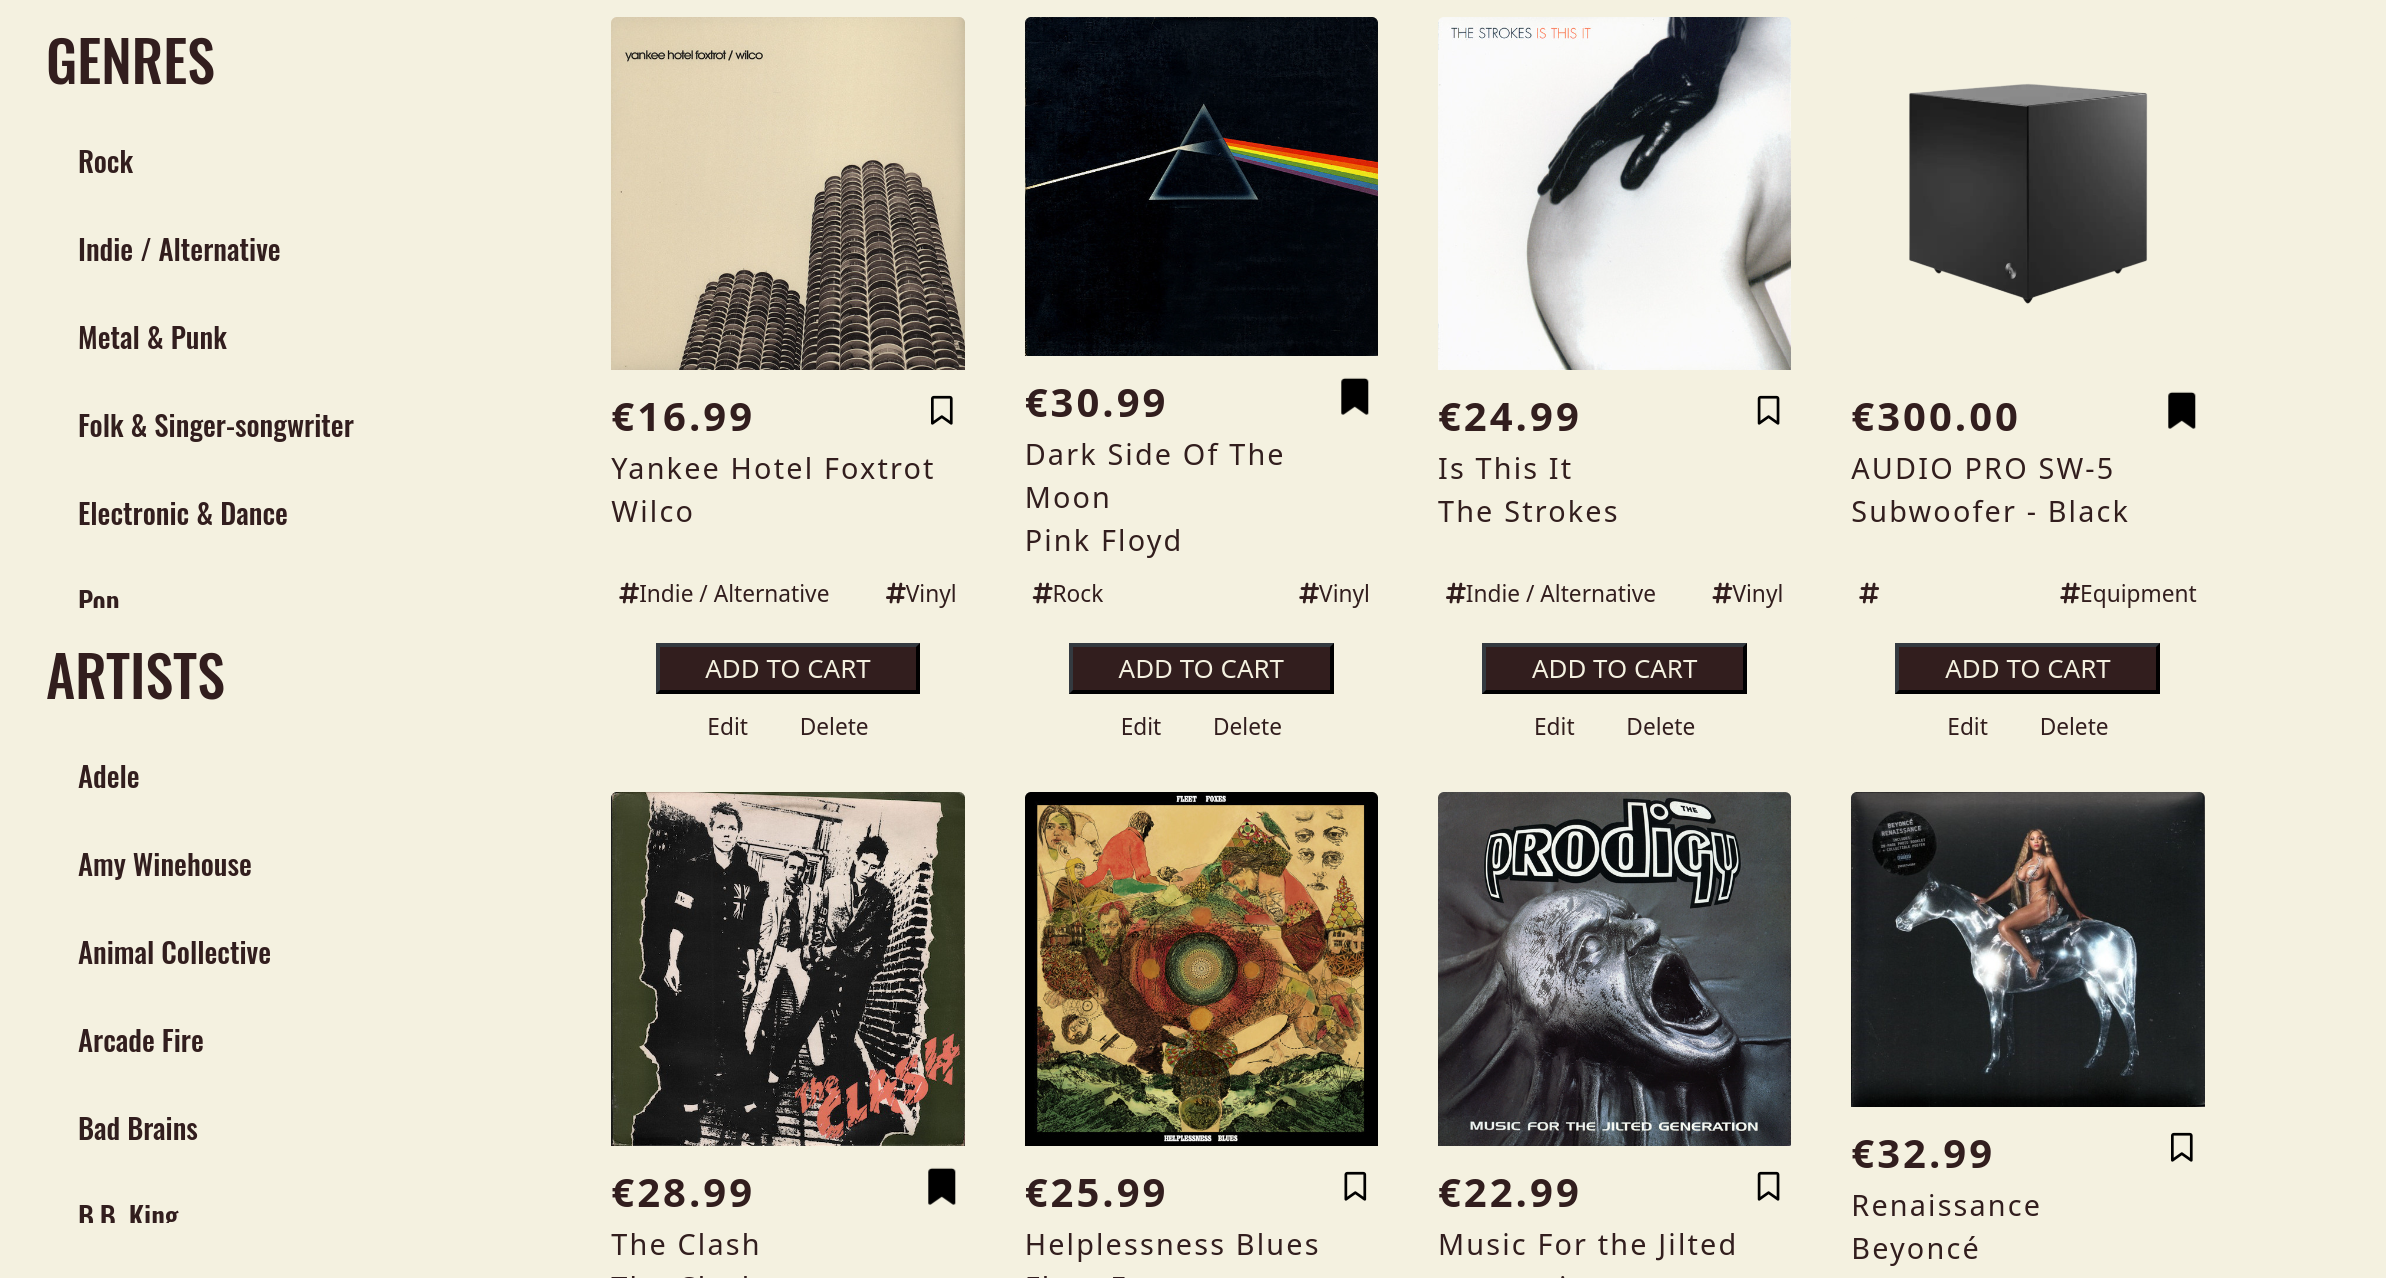 GENRES
Rock
Indie / Alternative
Metal & Punk
Folk & Singer-songwriter
Electronic & Dance
Pop
ARTISTS
Adele
Amy Winehouse
Animal Collective
Arcade Fire
Bad Brains
B.B. King
yankee hotel foxtrot / wilco
€16.99
Yankee Hotel Foxtrot
Wilco
#Indie / Alternative #Vinyl
ADD TO CART
Edit Delete
€30.99
Dark Side Of The
Moon
Pink Floyd
#Rock #Vinyl
ADD TO CART
Edit Delete
THE STROKES IS THIS IT
€24.99
Is This It
The Strokes
#Indie / Alternative #Vinyl
ADD TO CART
Edit Delete
€300.00
AUDIO PRO SW-5
Subwoofer - Black
# #Equipment
ADD TO CART
Edit Delete
THE CLASH
€28.99
The Clash
FLEET FOXES
HELPLESSNESS BLUES
€25.99
Helplessness Blues
THE
PRODIGY
MUSIC FOR THE JILTED GENERATION
€22.99
Music For the Jilted
BEYONCÉ
RENAISSANCE
€32.99
Renaissance
Beyoncé